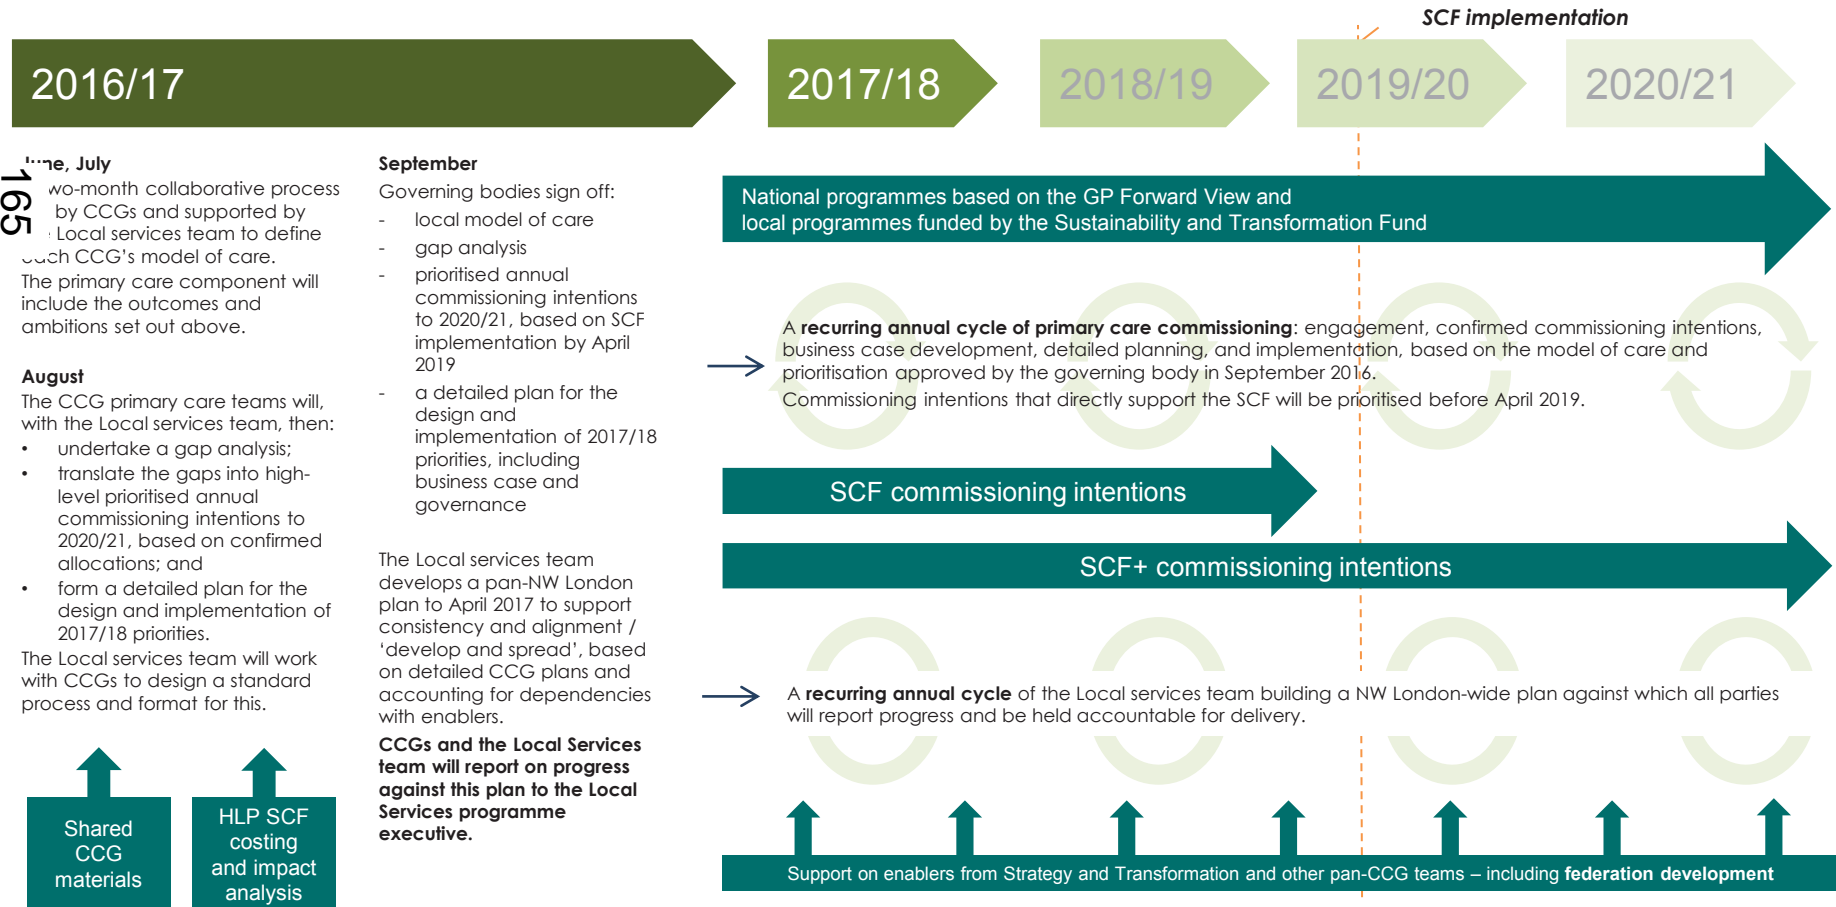 SCF implementation
2016/17
2017/18
2018/19
2019/20
2020/21
165
June, July
wo-month collaborative process
by CCGs and supported by
Local services team to define
each CCG's model of care.
The primary care component will
include the outcomes and
ambitions set out above.
August
The CCG primary care teams will,
with the Local services team, then:
• undertake a gap analysis;
• translate the gaps into high-
level prioritised annual
commissioning intentions to
2020/21, based on confirmed
allocations; and
• form a detailed plan for the
design and implementation of
2017/18 priorities.
The Local services team will work
with CCGs to design a standard
process and format for this.
Shared
CCG
materials
HLP SCF
costing
and impact
analysis
September
Governing bodies sign off:
- local model of care
- gap analysis
- prioritised annual
commissioning intentions
to 2020/21, based on SCF
implementation by April
2019
- a detailed plan for the
design and
implementation of 2017/18
priorities, including
business case and
governance
The Local services team
develops a pan-NW London
plan to April 2017 to support
consistency and alignment /
‘develop and spread’, based
on detailed CCG plans and
accounting for dependencies
with enablers.
CCGs and the Local Services
team will report on progress
against this plan to the Local
Services programme
executive.
National programmes based on the GP Forward View and
local programmes funded by the Sustainability and Transformation Fund
A recurring annual cycle of primary care commissioning: engagement, confirmed commissioning intentions,
business case development, detailed planning, and implementation, based on the model of care and
prioritisation approved by the governing body in September 2016.
Commissioning intentions that directly support the SCF will be prioritised before April 2019.
SCF commissioning intentions
SCF+ commissioning intentions
A recurring annual cycle of the Local services team building a NW London-wide plan against which all parties
will report progress and be held accountable for delivery.
Support on enablers from Strategy and Transformation and other pan-CCG teams – including federation development